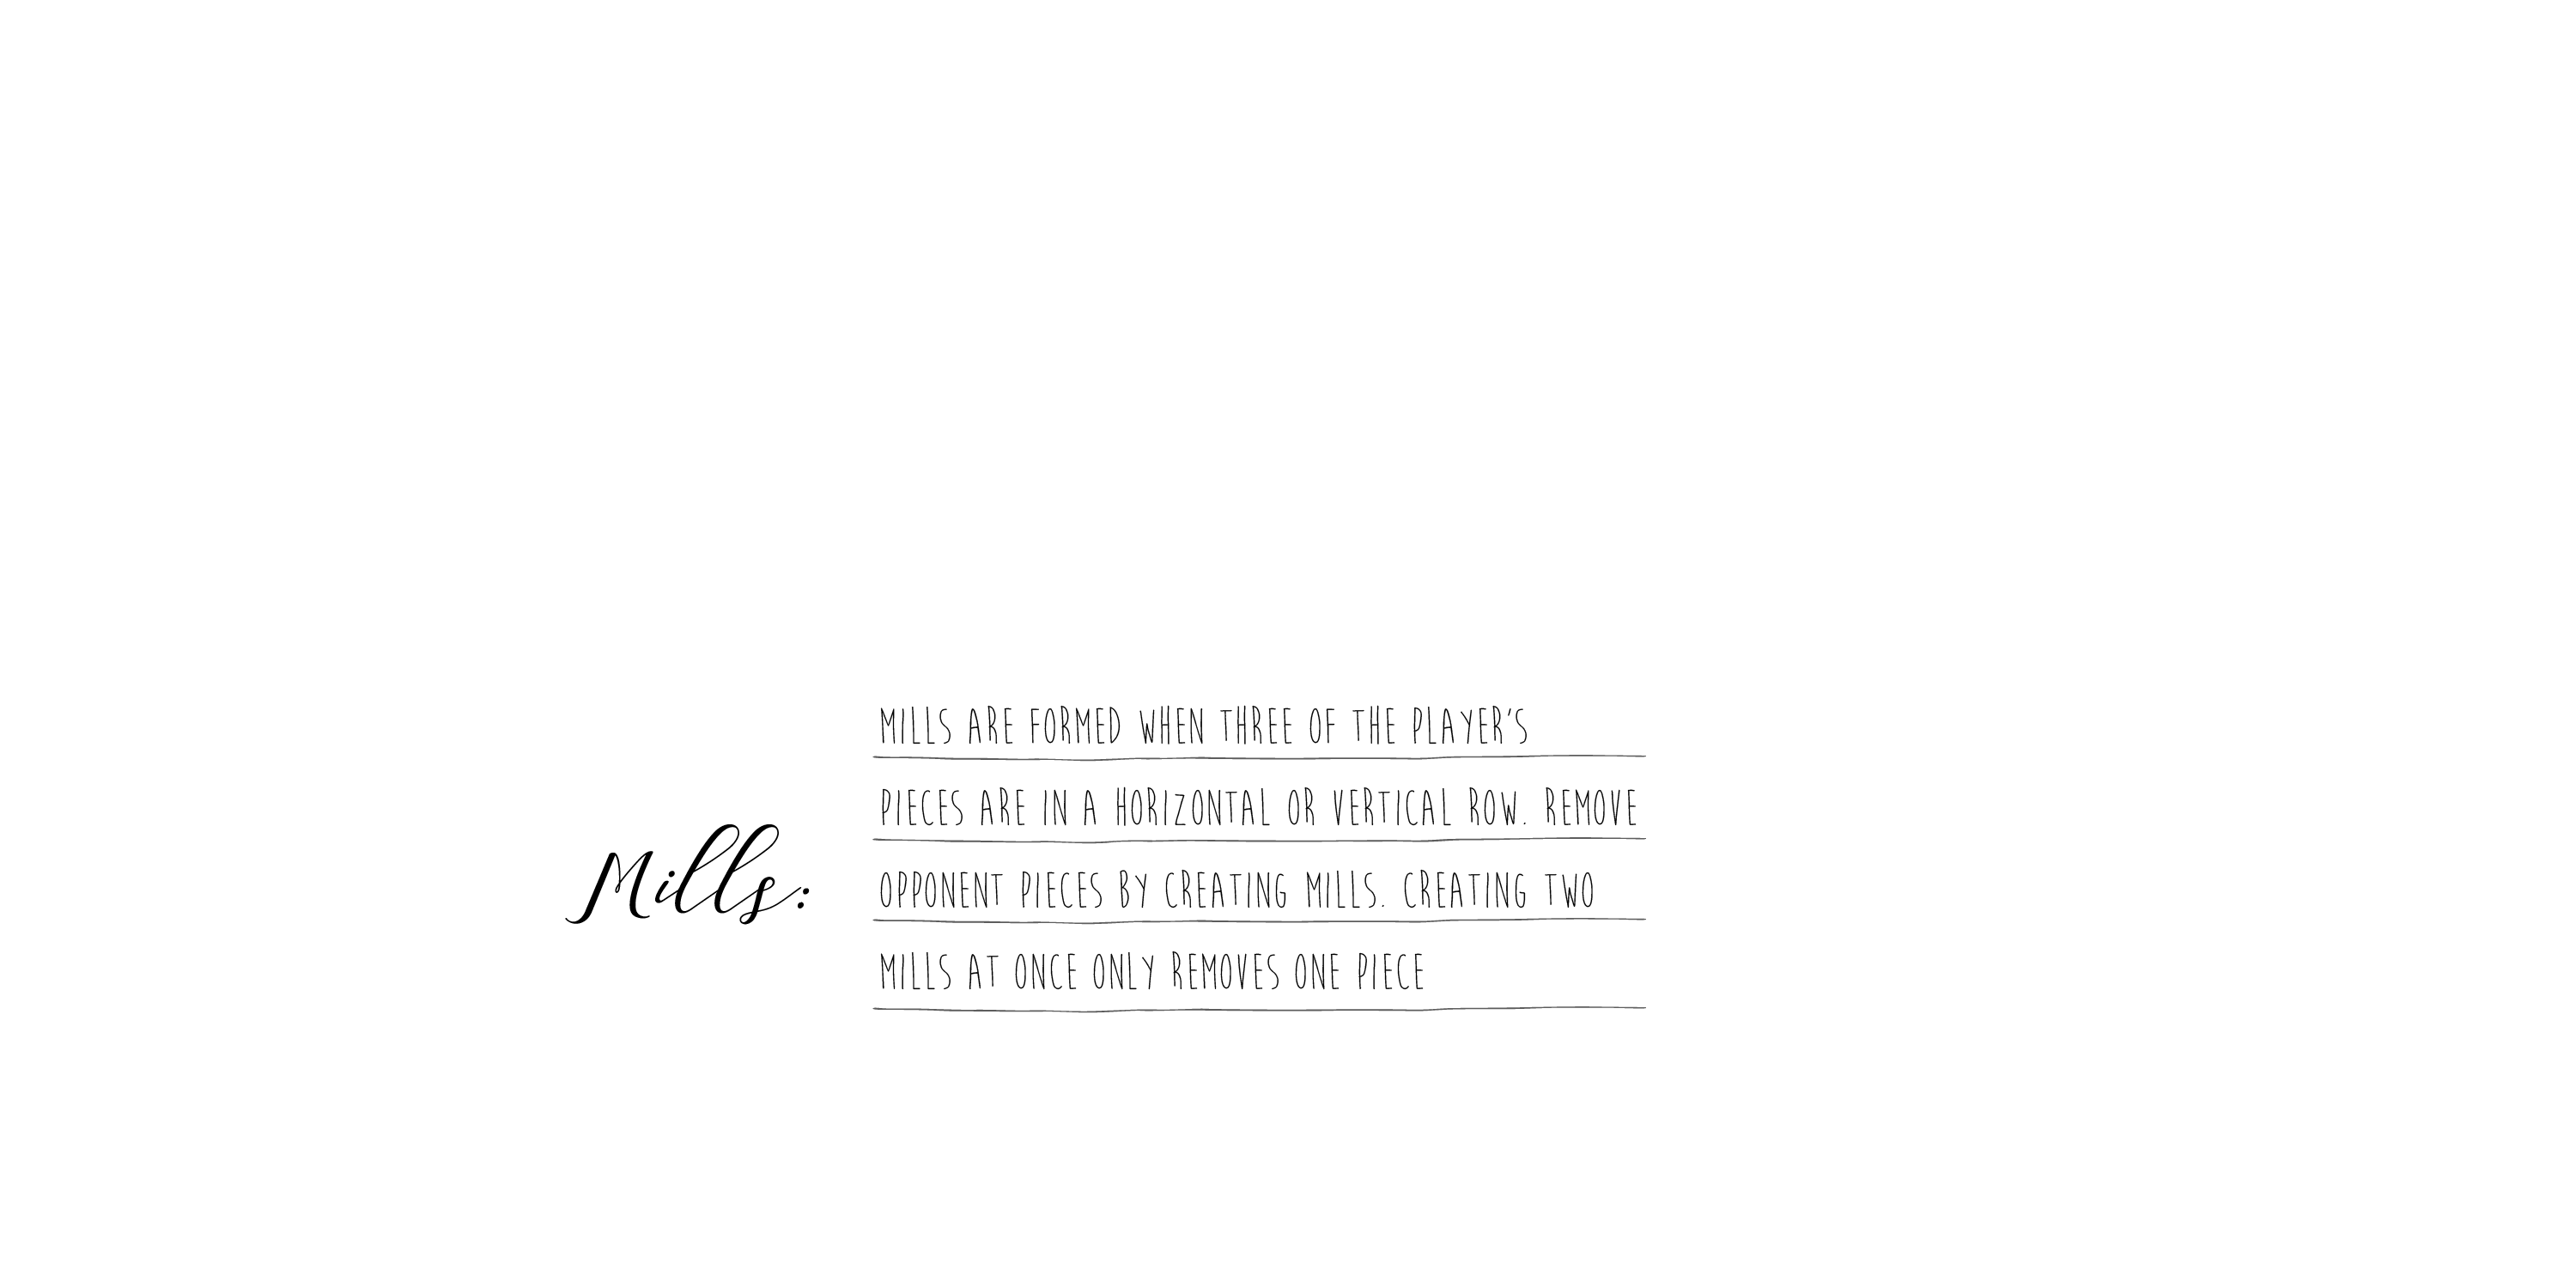 MILLS ARE FORMED WHEN THREE OF THE PLAYER'S
PIECES ARE IN A HORIZONTAL OR VERTICAL ROW. REMOVE
Mills:
OPPONENT PIECES BY CREATING MILLS. CREATING TWO
MILLS AT ONCE ONLY REMOVES ONE PIECE